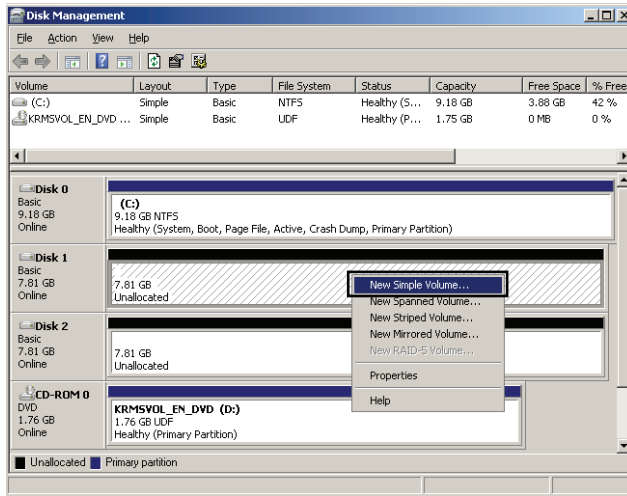 Disk Management
File Action View Help
Volume Layout Type File System Status Capacity Free Space % Free
(C:) Simple Basic NTFS Healthy (S... 9.18 GB 3.88 GB 42 %
KRMSVOL_EN_DVD ... Simple Basic UDF Healthy (P... 1.75 GB 0 MB 0 %
Disk 0
Basic
9.18 GB
Online
(C:)
9.18 GB NTFS
Healthy (System, Boot, Page File, Active, Crash Dump, Primary Partition)
Disk 1
Basic
7.81 GB
Online
7.81 GB
Unallocated
New Simple Volume...
New Spanned Volume...
New Striped Volume...
New Mirrored Volume...
New RAID-5 Volume...
Properties
Help
Disk 2
Basic
7.81 GB
Online
7.81 GB
Unallocated
CD-ROM 0
DVD
1.76 GB
Online
KRMSVOL_EN_DVD (D:)
1.76 GB UDF
Healthy (Primary Partition)
Unallocated Primary partition